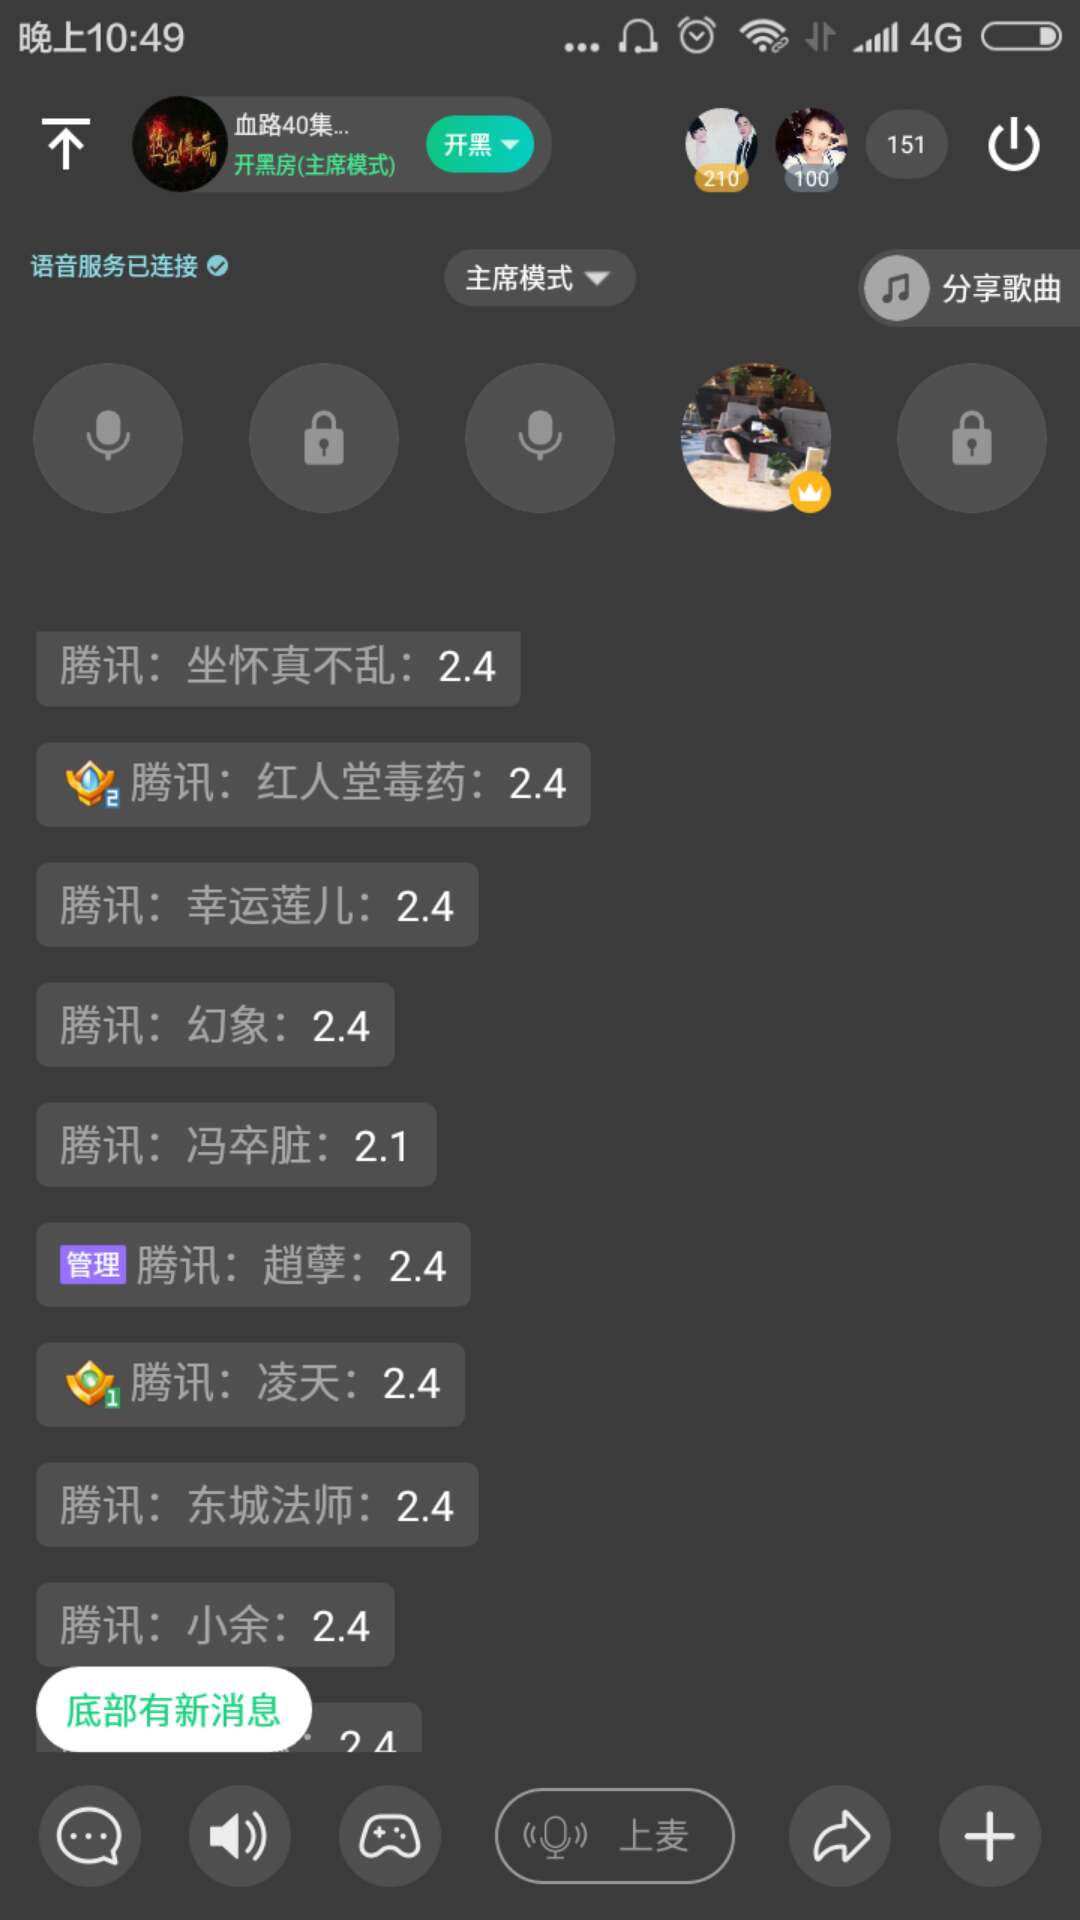 晚上10:49
4G
热血传奇
血路40集...
开黑房(主席模式)
开黑
210
100
151
语音服务已连接
主席模式
分享歌曲
腾讯：坐怀真不乱：2.4
2 腾讯：红人堂毒药：2.4
腾讯：幸运莲儿：2.4
腾讯：幻象：2.4
腾讯：冯卒脏：2.1
管理 腾讯：趙孽：2.4
1 腾讯：凌天：2.4
腾讯：东城法师：2.4
腾讯：小余：2.4
底部有新消息
：2.4
上麦